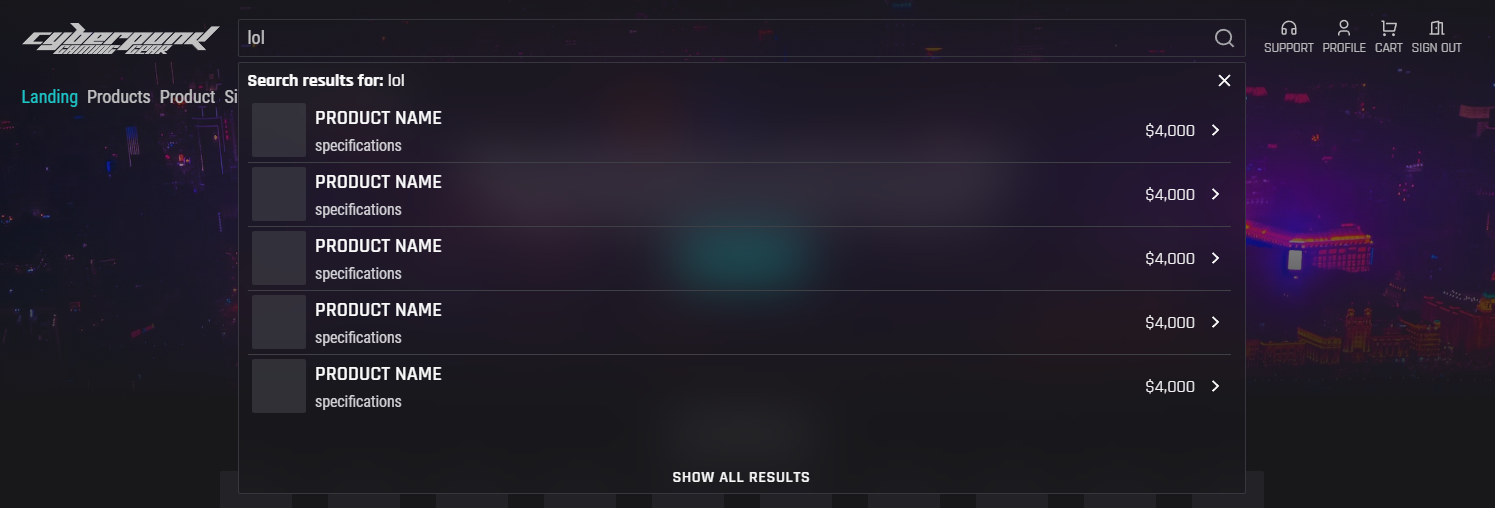 cyberpunk
GAMING GEAR
lol
SUPPORT PROFILE CART SIGN OUT
Landing Products Product Si
Search results for: lol
PRODUCT NAME
specifications
$4,000
PRODUCT NAME
specifications
$4,000
PRODUCT NAME
specifications
$4,000
PRODUCT NAME
specifications
$4,000
PRODUCT NAME
specifications
$4,000
SHOW ALL RESULTS